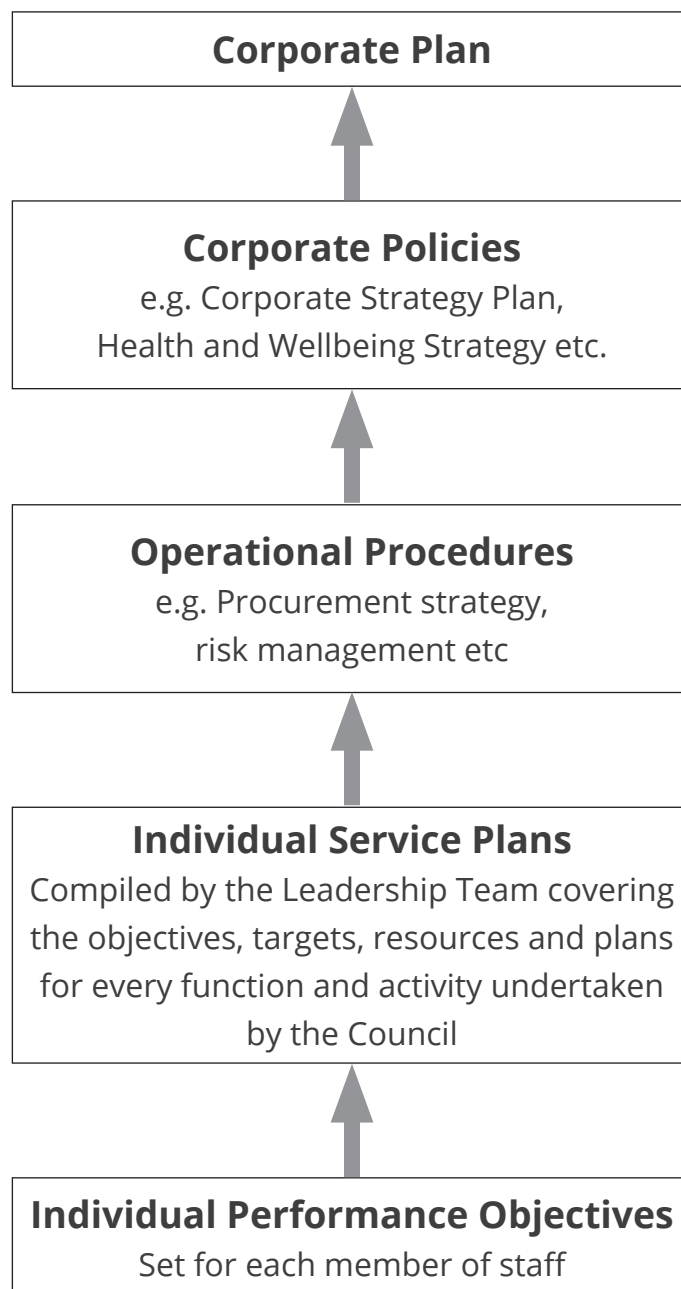 Corporate Plan
Corporate Policies
e.g. Corporate Strategy Plan,
Health and Wellbeing Strategy etc.
Operational Procedures
e.g. Procurement strategy,
risk management etc
Individual Service Plans
Compiled by the Leadership Team covering
the objectives, targets, resources and plans
for every function and activity undertaken
by the Council
Individual Performance Objectives
Set for each member of staff